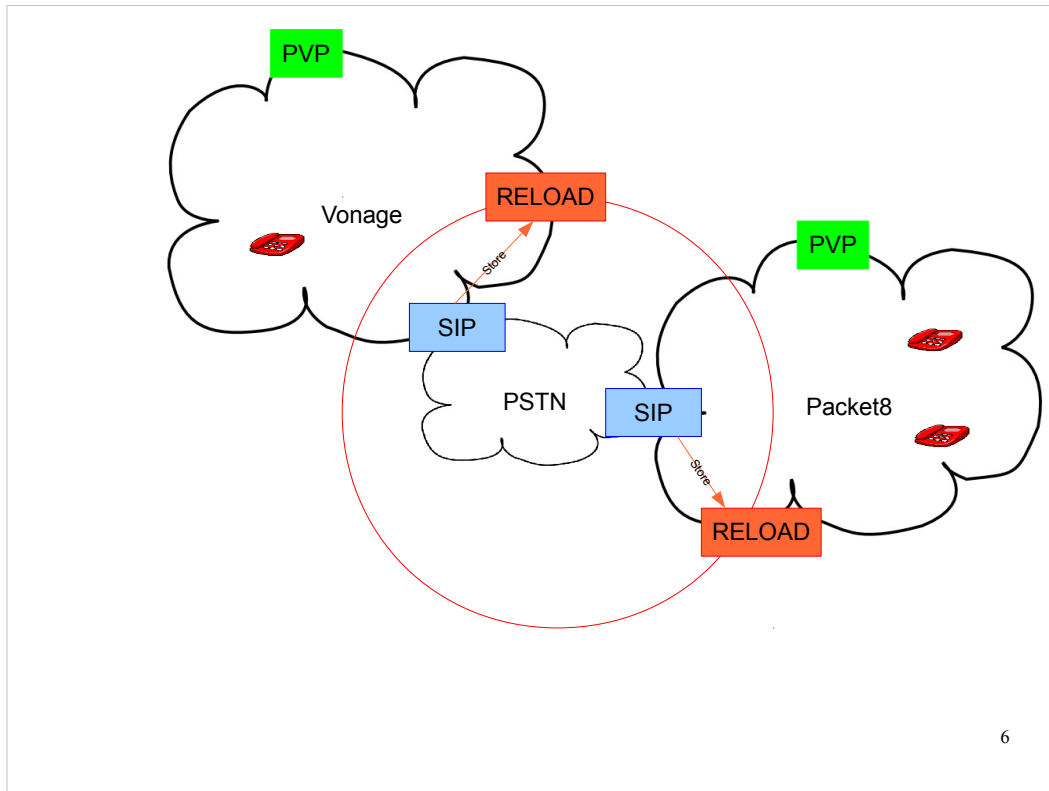 PVP
RELOAD
Vonage
PVP
Store
SIP
PSTN
SIP
Packet8
Store
RELOAD
6